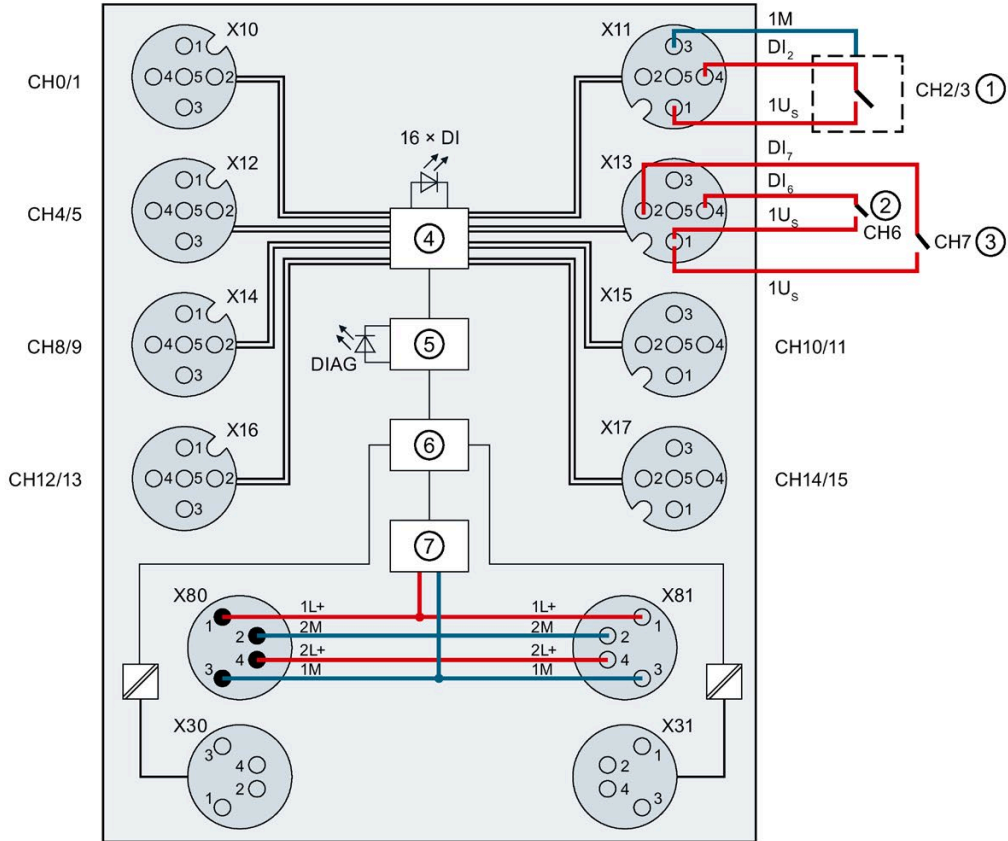 X10
1
4 5 2
3
CH0/1
X11
3
2 5 4
1
1M
DI2
1US
CH2/3 ①
16 × DI
X12
1
4 5 2
3
CH4/5
X13
3
2 5 4
1
DI7
DI6
1US
②
CH6
CH7 ③
1US
④
X14
1
4 5 2
3
CH8/9
DIAG
⑤
X15
3
2 5 4
1
CH10/11
X16
1
4 5 2
3
CH12/13
⑥
X17
3
2 5 4
1
CH14/15
⑦
X80
1
2
4
3
1L+ 1L+
2M 2M
2L+ 2L+
1M 1M
X81
1
2
4
3
X30
3
4
2
1
X31
1
2
4
3